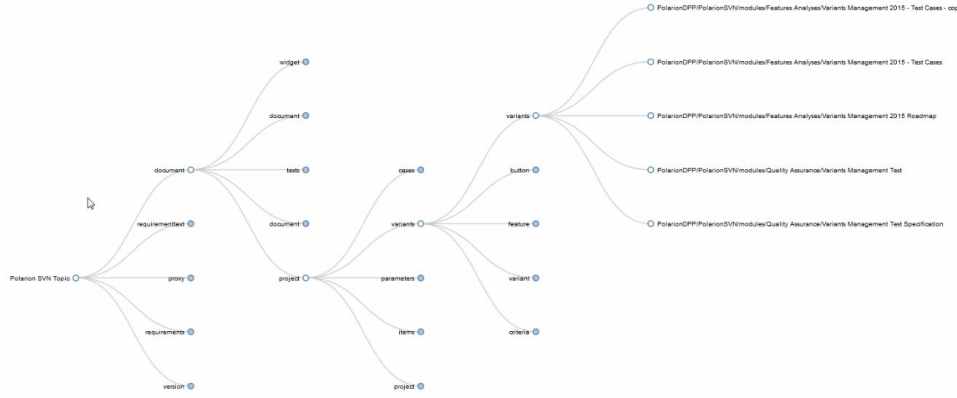 PolarionDPP/PolarionSVN/modules/Features Analyses/Variants Management 2015 - Test Cases - cop
widget
PolarionDPP/PolarionSVN/modules/Features Analyses/Variants Management 2015 - Test Cases
document
variants
PolarionDPP/PolarionSVN/modules/Features Analyses/Variants Management 2015 Roadmap
document
tests
cases
button
PolarionDPP/PolarionSVN/modules/Quality Assurance/Variants Management Test
requirementtext
document
variants
feature
PolarionDPP/PolarionSVN/modules/Quality Assurance/Variants Management Test Specification
Polarion SVN Topic
proxy
project
parameters
variant
requirements
items
criteria
version
project